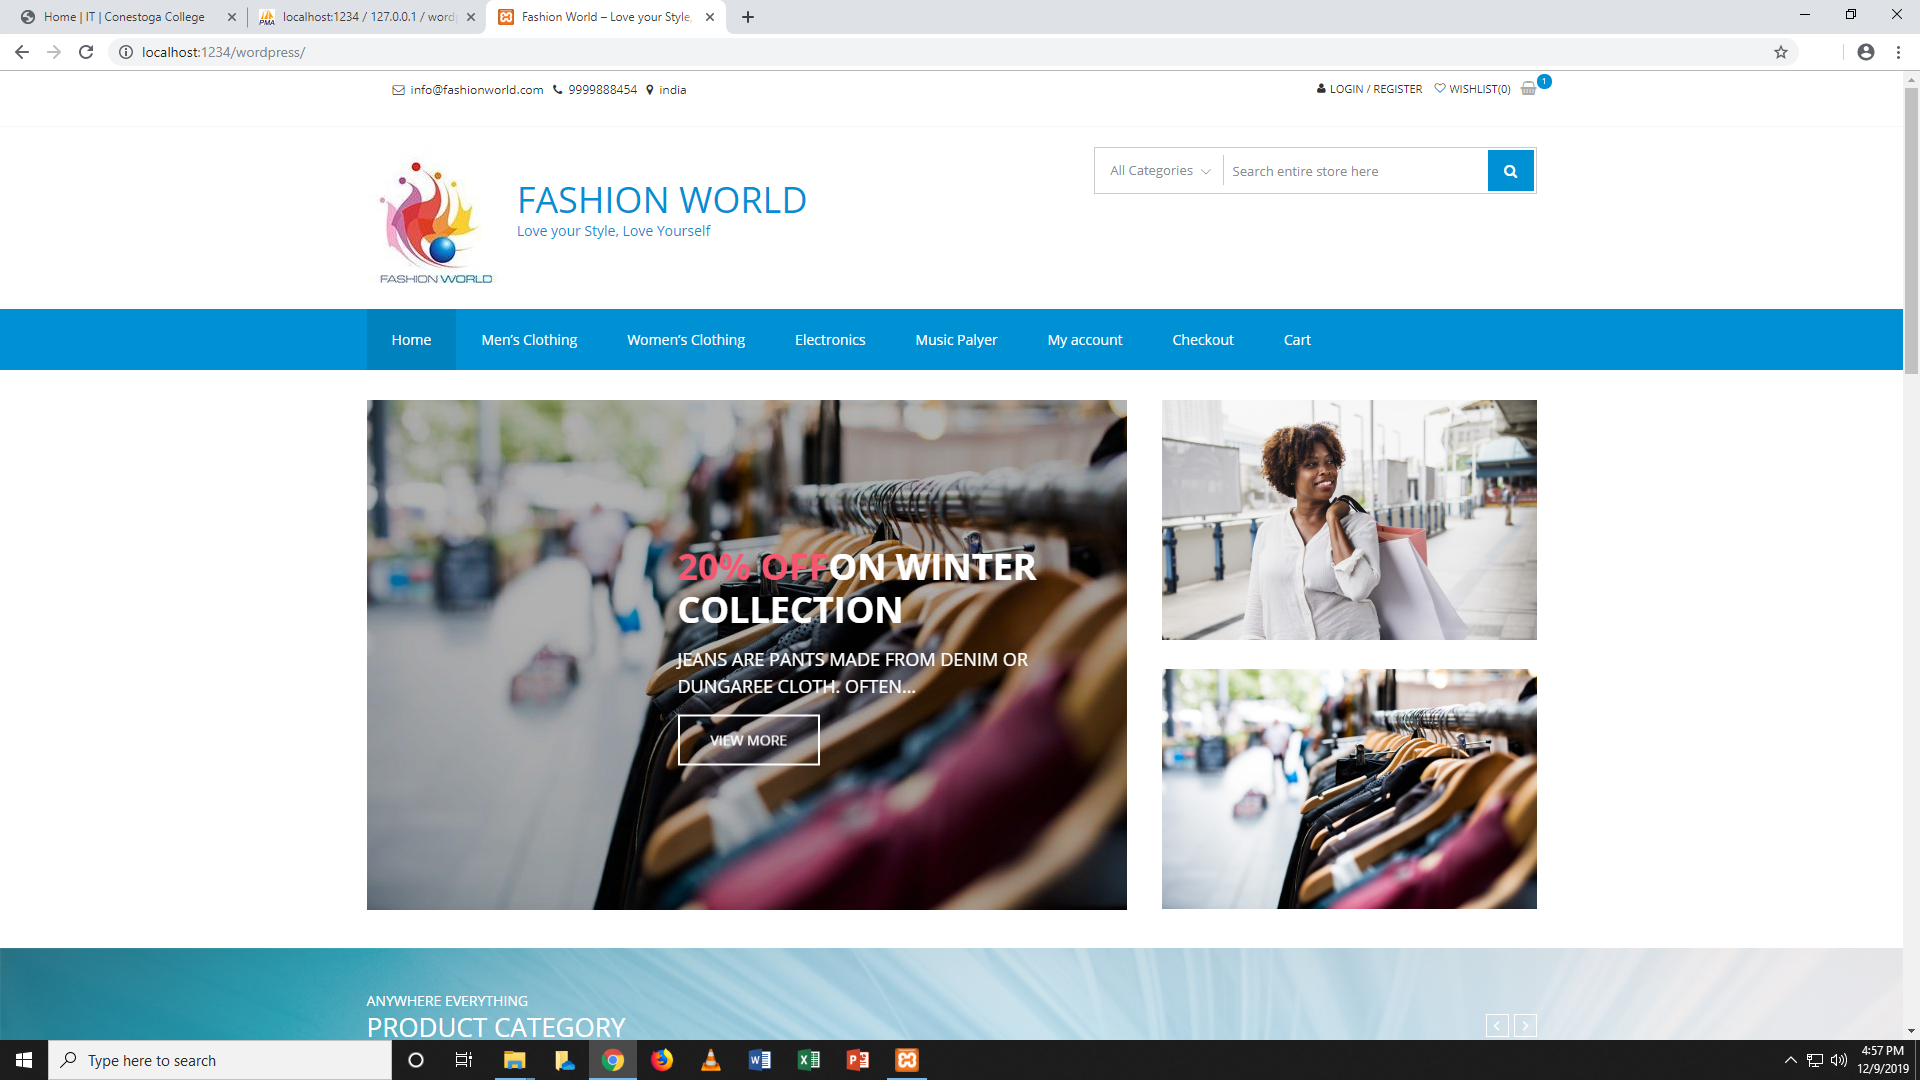 Home | IT | Conestoga College
localhost:1234 / 127.0.0.1 / word
Fashion World – Love your Style,
localhost:1234/wordpress/
info@fashionworld.com 9999888454 india
LOGIN / REGISTER WISHLIST(0) 1
FASHION WORLD
All Categories Search entire store here
FASHION WORLD
Love your Style, Love Yourself
Home Men's Clothing Women's Clothing Electronics Music Palyer My account Checkout Cart
20% OFFON WINTER
COLLECTION
JEANS ARE PANTS MADE FROM DENIM OR
DUNGAREE CLOTH. OFTEN...
VIEW MORE
ANYWHERE EVERYTHING
PRODUCT CATEGORY
Type here to search
4:57 PM
12/9/2019